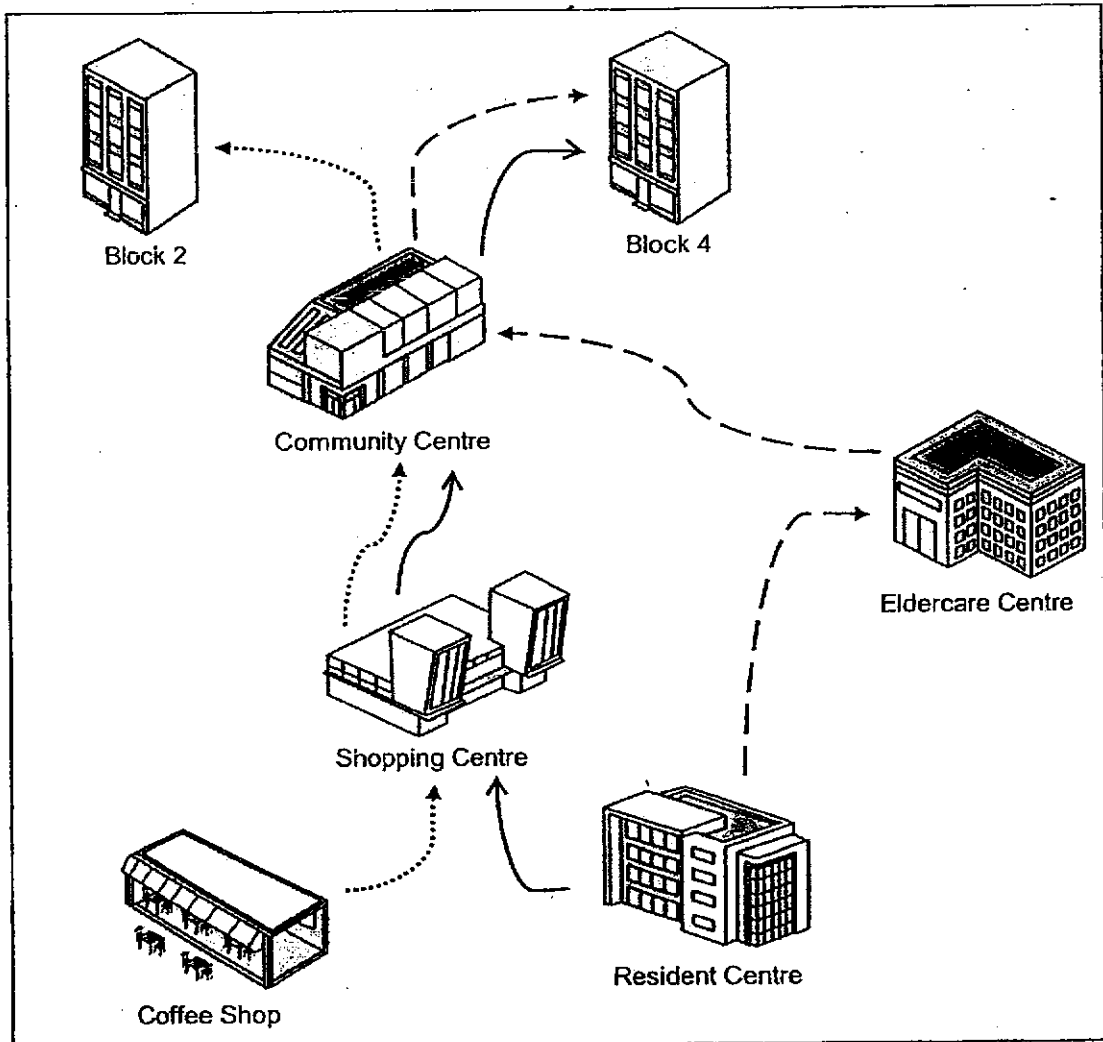 Block 2
Block 4
Community Centre
Eldercare Centre
Shopping Centre
Resident Centre
Coffee Shop